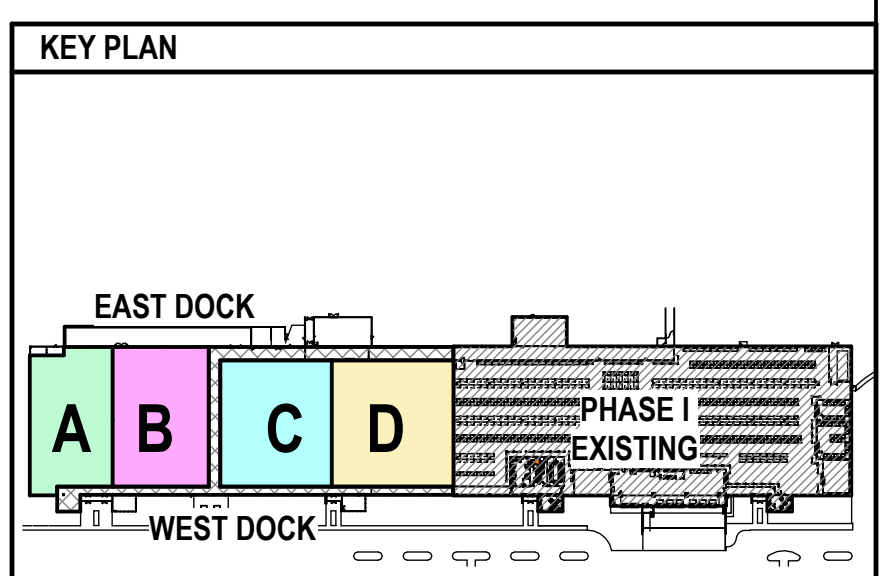 KEY PLAN
EAST DOCK
A B C D
PHASE I
EXISTING
WEST DOCK